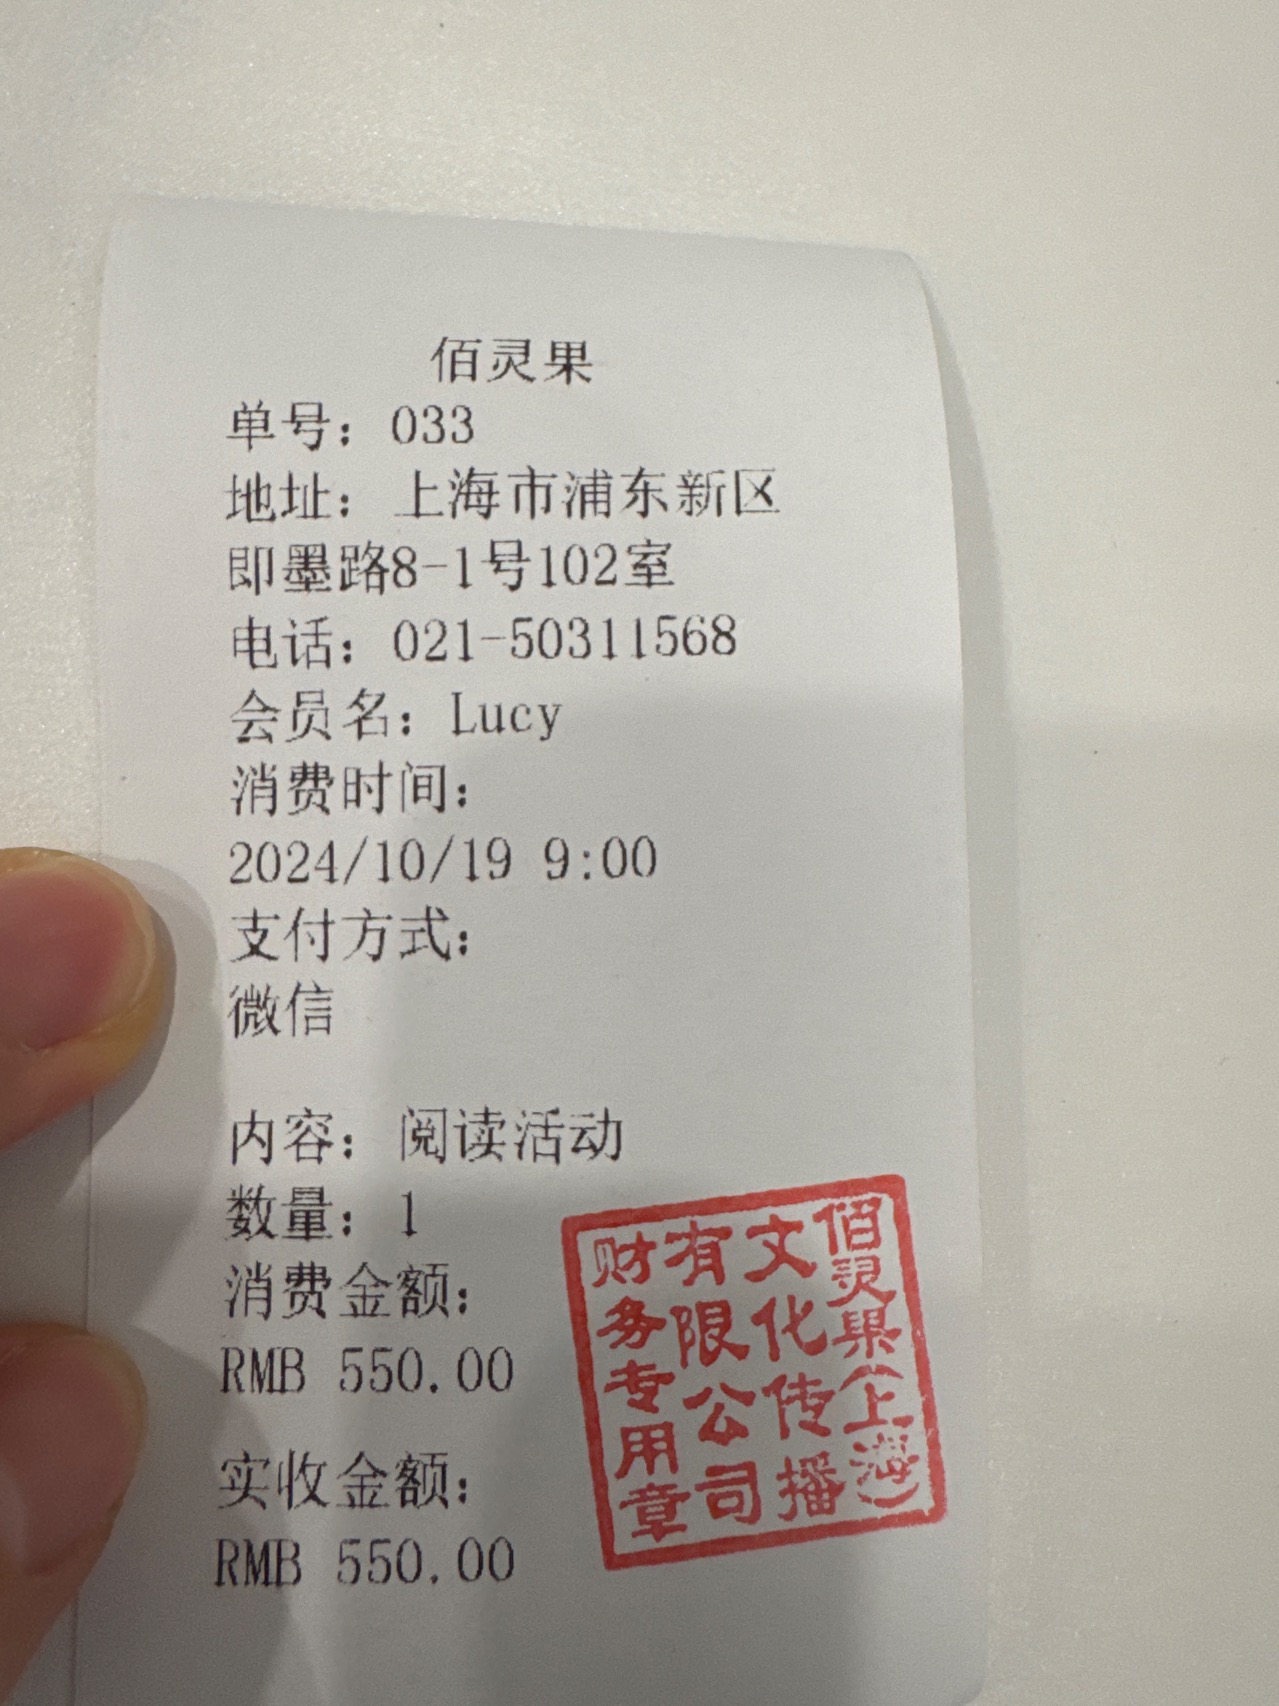 佰灵果
单号：033
地址：上海市浦东新区
即墨路8-1号102室
电话：021-50311568
会员名：Lucy
消费时间：
2024/10/19 9:00
支付方式：
微信
内容：阅读活动
数量：1
消费金额：
RMB 550.00
实收金额：
RMB 550.00
佰灵果（上海）
文化传播
有限公司
财务专用章